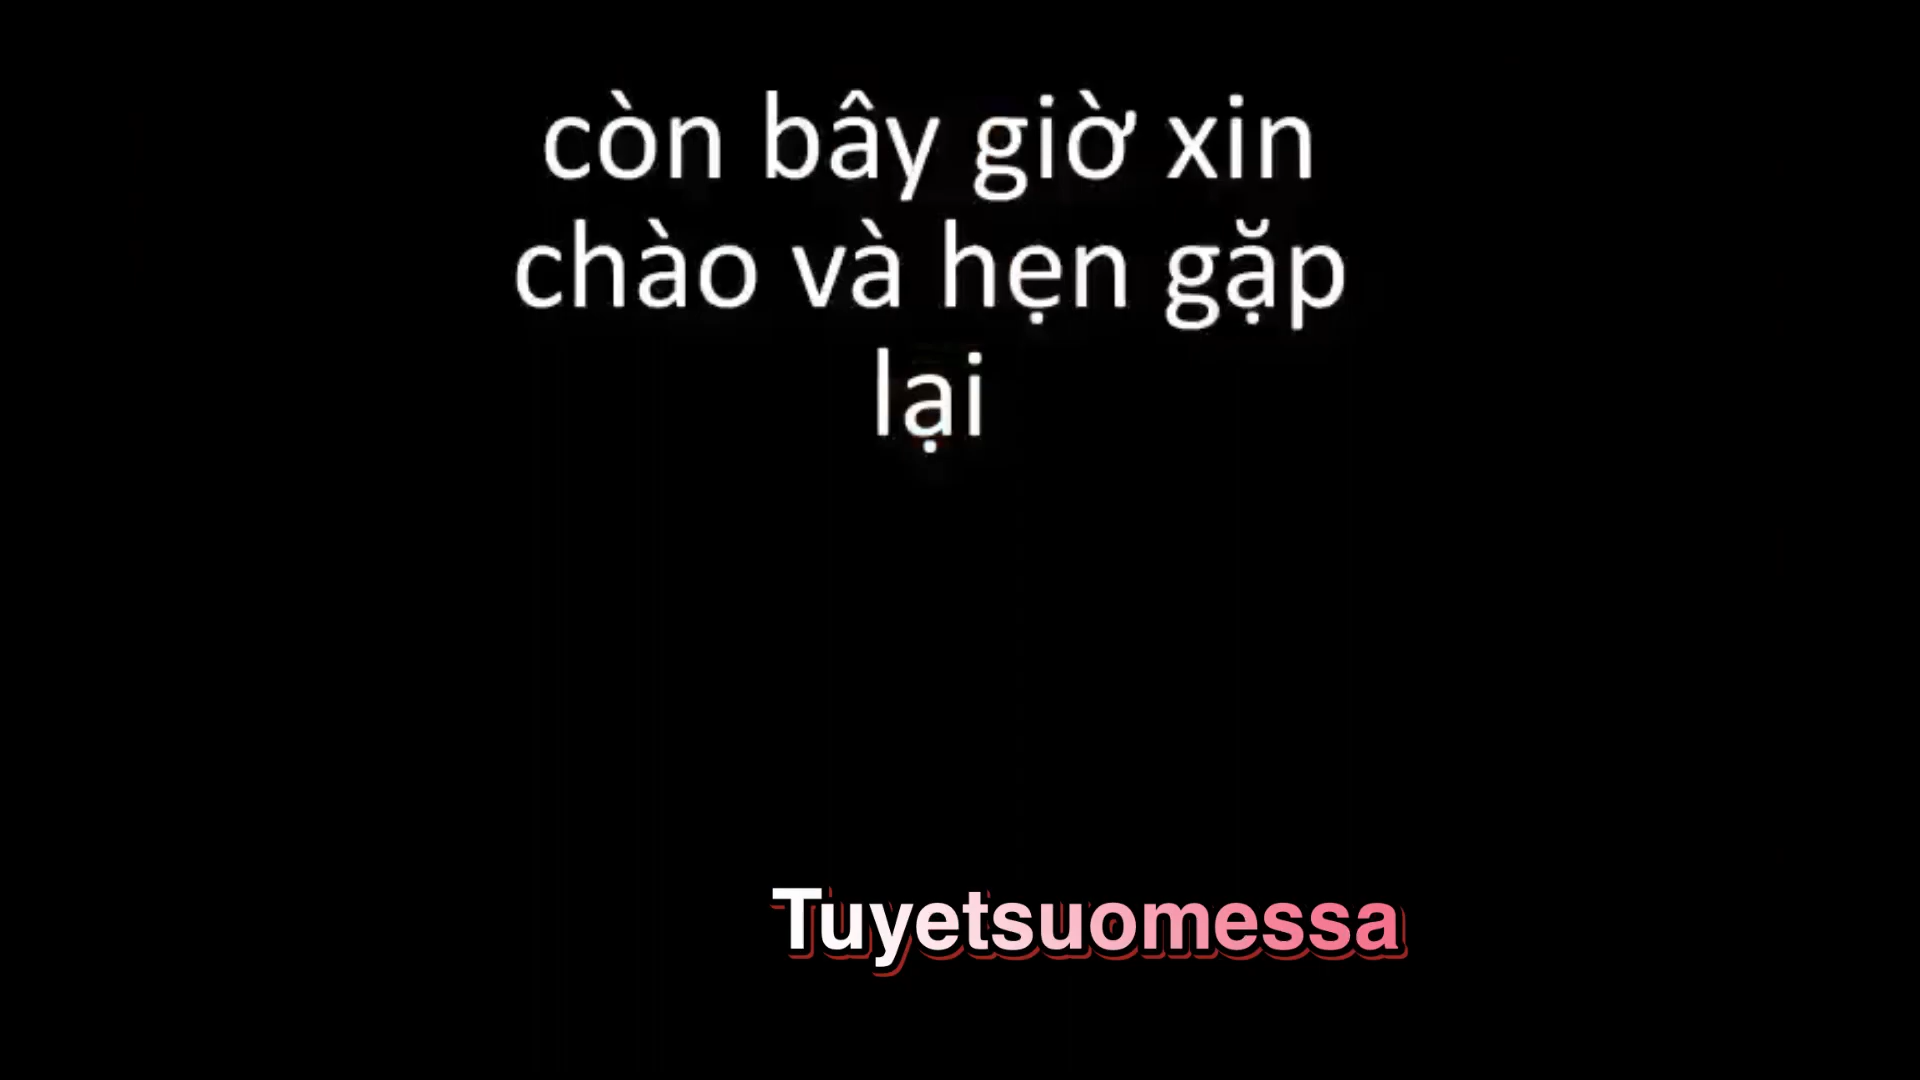 còn bây giờ xin
chào và hẹn gặp
lại
Tuyetsuomessa